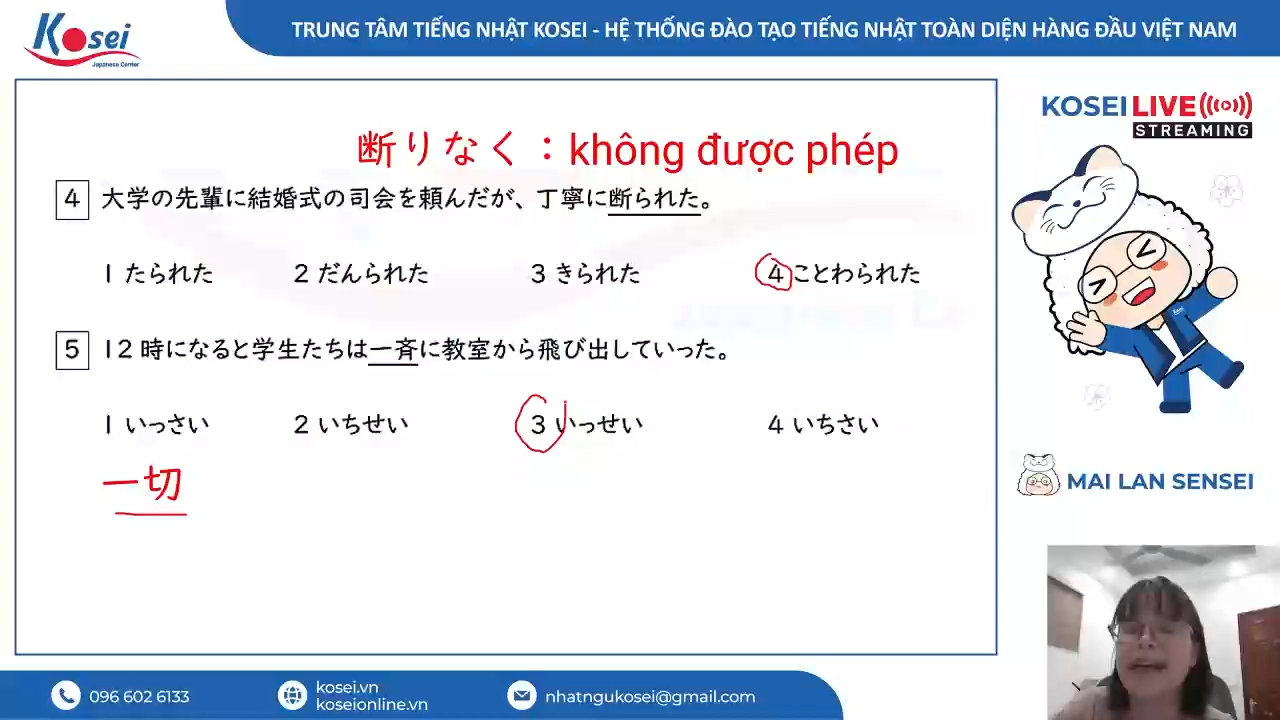 Kosei
Japanese Center
TRUNG TÂM TIẾNG NHẬT KOSEI - HỆ THỐNG ĐÀO TẠO TIẾNG NHẬT TOÀN DIỆN HÀNG ĐẦU VIỆT NAM
KOSEI LIVE
STREAMING
断りなく：không được phép
4 大学の先輩に結婚式の司会を頼んだが、丁寧に断られた。
1 たられた 2 だんられた 3 きられた 4 ことわられた
5 12時になると学生たちは一斉に教室から飛び出していった。
1 いっさい 2 いちせい 3 いっせい 4 いちさい
一切
MAI LAN SENSEI
096 602 6133
kosei.vn
koseionline.vn
nhatngukosei@gmail.com